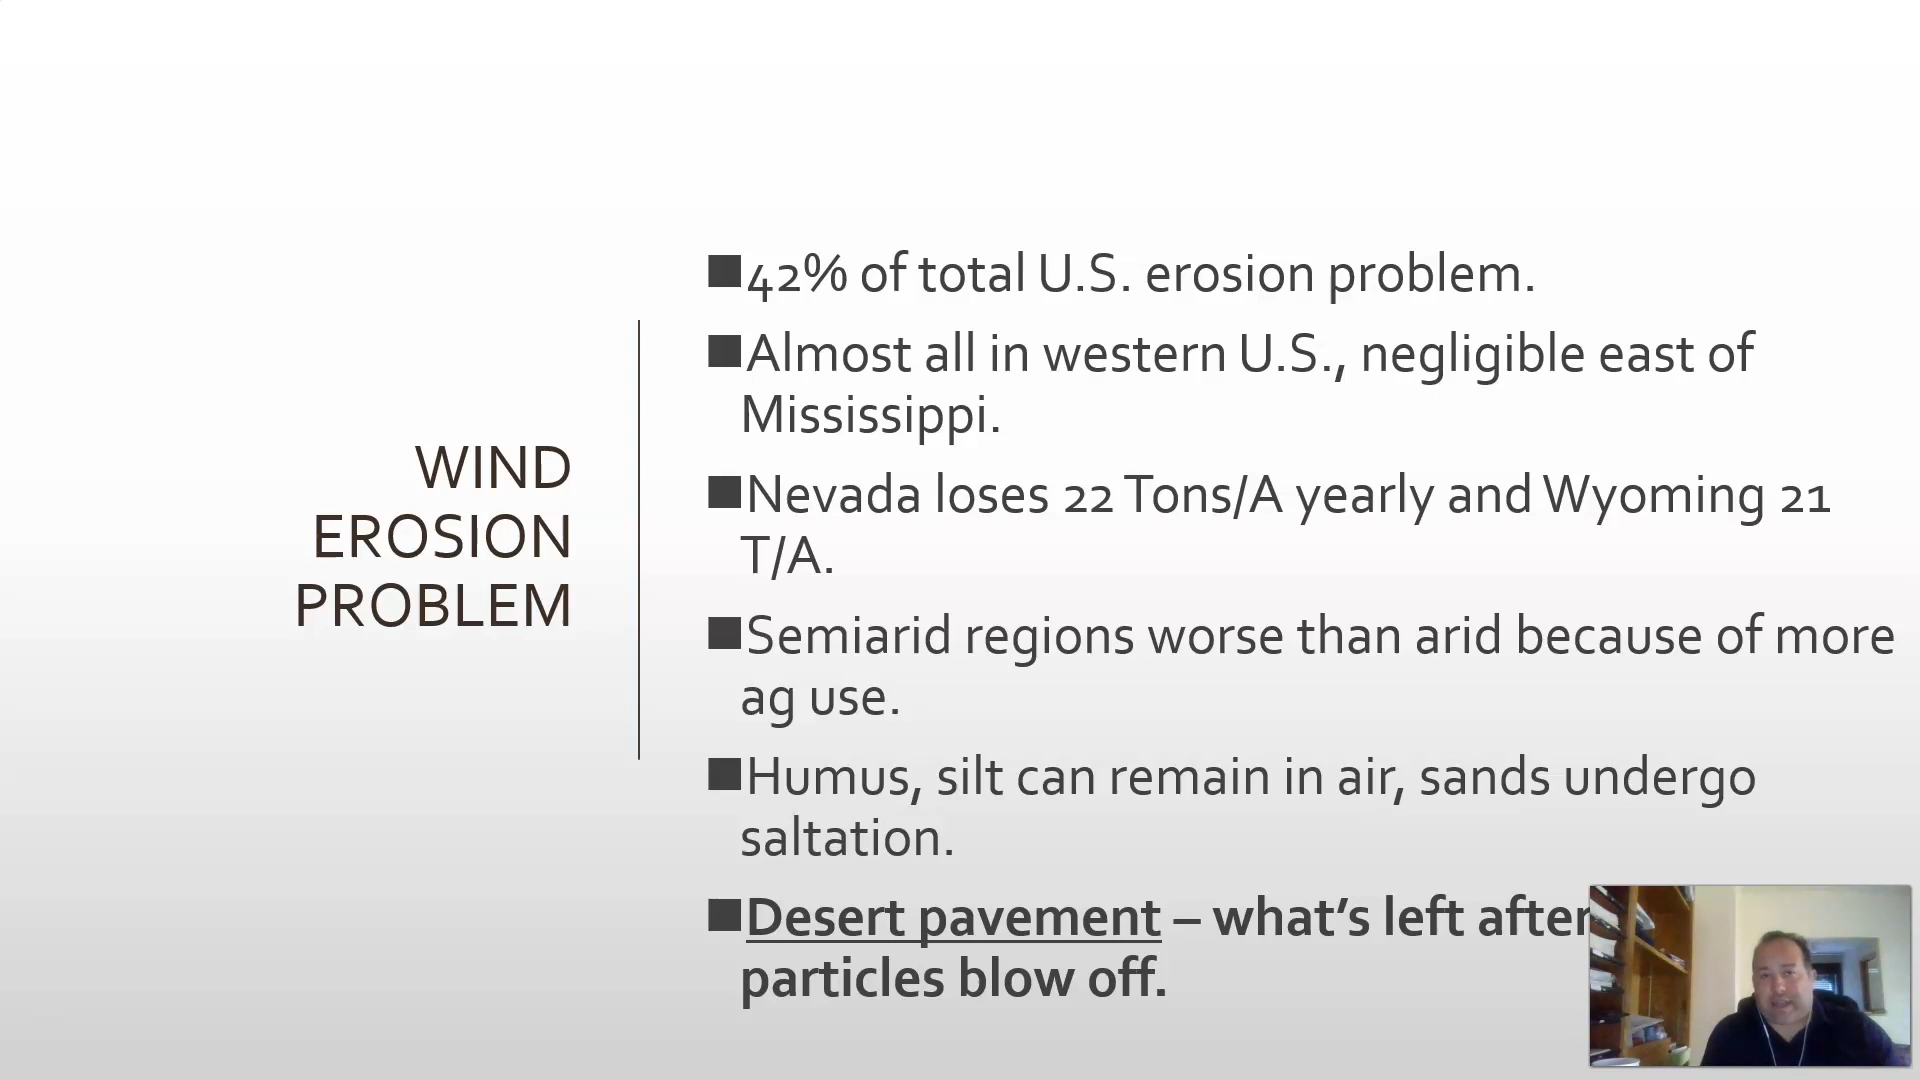 WIND
EROSION
PROBLEM
■42% of total U.S. erosion problem.
■Almost all in western U.S., negligible east of
Mississippi.
■Nevada loses 22 Tons/A yearly and Wyoming 21
T/A.
■Semiarid regions worse than arid because of more
ag use.
■Humus, silt can remain in air, sands undergo
saltation.
■Desert pavement – what’s left after
particles blow off.